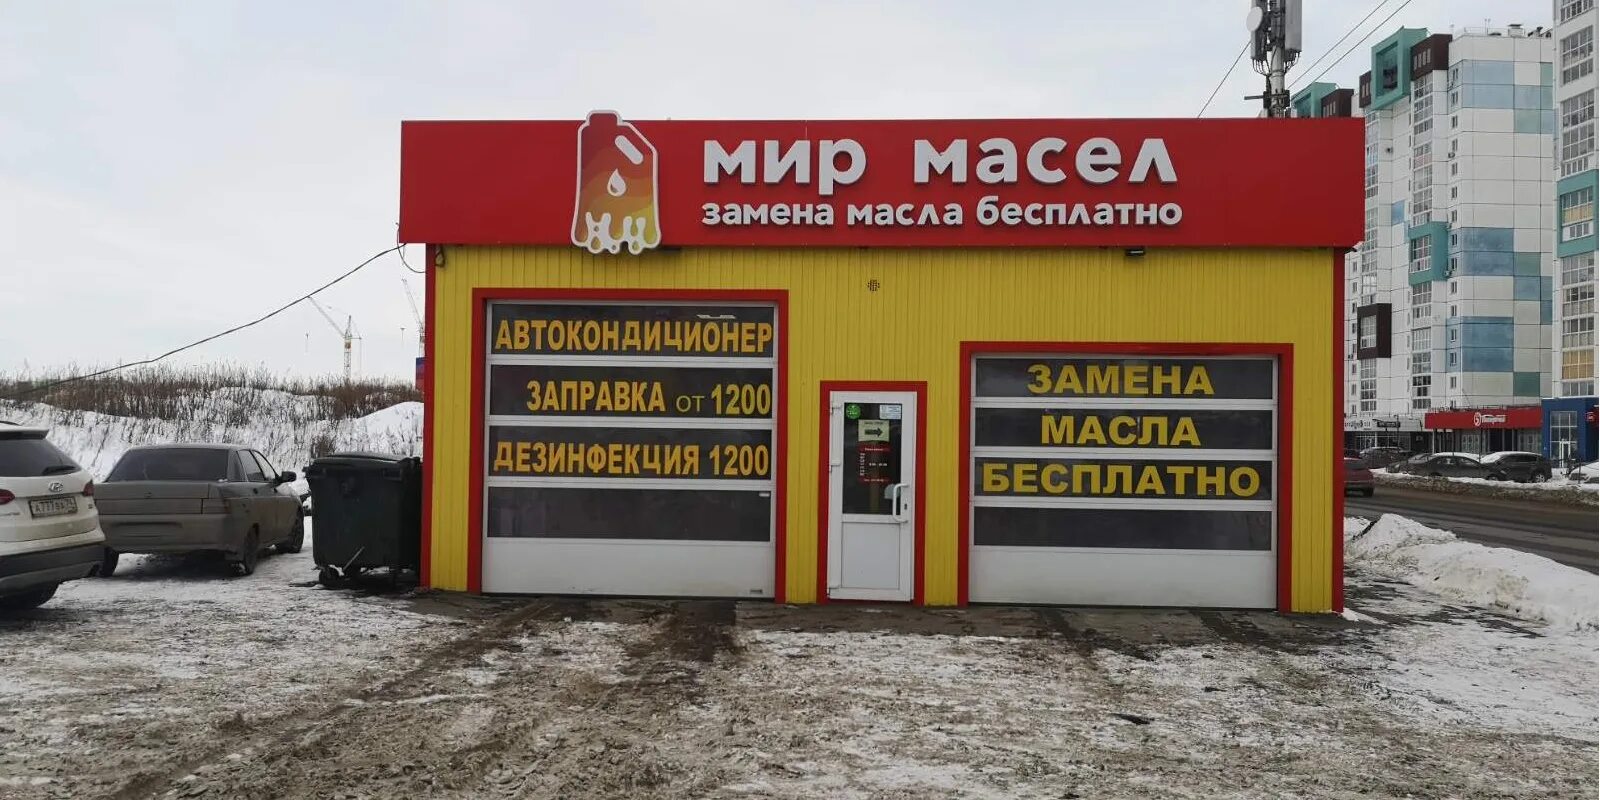 мир масел
замена масла бесплатно
АВТОКОНДИЦИОНЕР
ЗАПРАВКА от 1200
ДЕЗИНФЕКЦИЯ 1200
ЗАМЕНА
МАСЛА
БЕСПЛАТНО